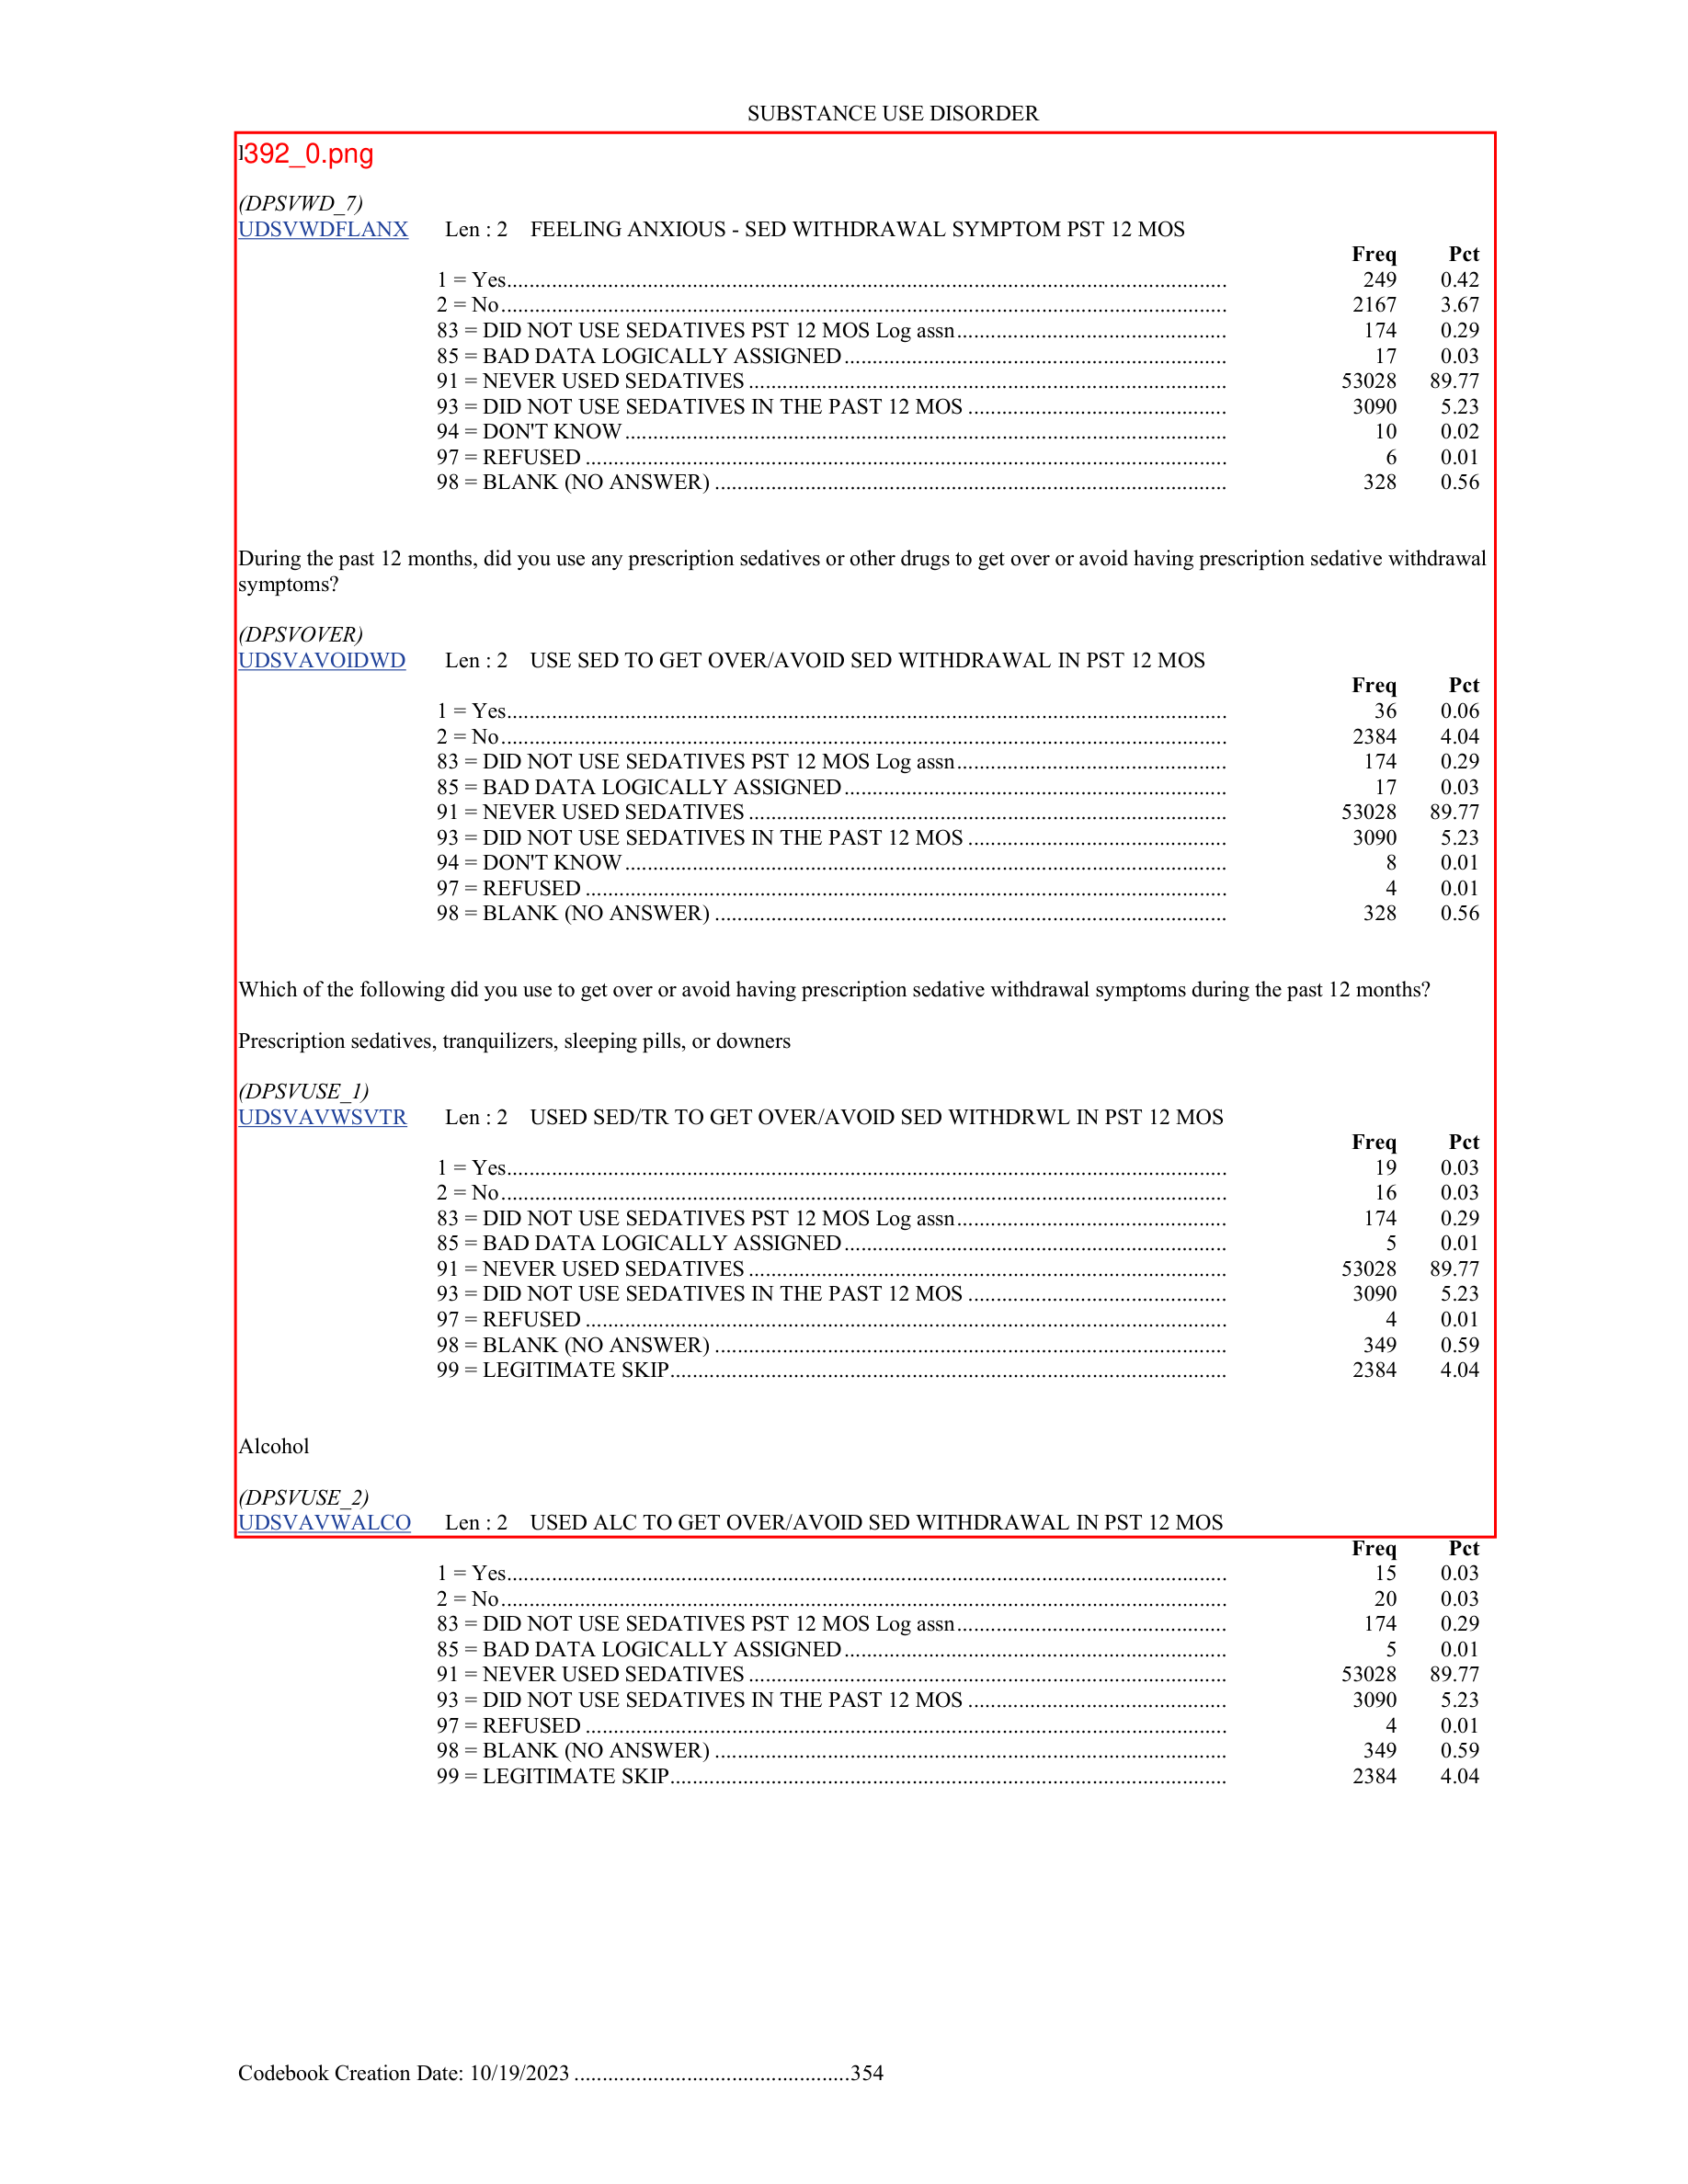 SUBSTANCE USE DISORDER
392_0.png
(DPSVWD_7)
UDSVWDFLANX Len : 2 FEELING ANXIOUS - SED WITHDRAWAL SYMPTOM PST 12 MOS
Freq Pct
1 = Yes 249 0.42
2 = No 2167 3.67
83 = DID NOT USE SEDATIVES PST 12 MOS Log assn 174 0.29
85 = BAD DATA LOGICALLY ASSIGNED 17 0.03
91 = NEVER USED SEDATIVES 53028 89.77
93 = DID NOT USE SEDATIVES IN THE PAST 12 MOS 3090 5.23
94 = DON'T KNOW 10 0.02
97 = REFUSED 6 0.01
98 = BLANK (NO ANSWER) 328 0.56
During the past 12 months, did you use any prescription sedatives or other drugs to get over or avoid having prescription sedative withdrawal
symptoms?
(DPSVOVER)
UDSVAVOIDWD Len : 2 USE SED TO GET OVER/AVOID SED WITHDRAWAL IN PST 12 MOS
Freq Pct
1 = Yes 36 0.06
2 = No 2384 4.04
83 = DID NOT USE SEDATIVES PST 12 MOS Log assn 174 0.29
85 = BAD DATA LOGICALLY ASSIGNED 17 0.03
91 = NEVER USED SEDATIVES 53028 89.77
93 = DID NOT USE SEDATIVES IN THE PAST 12 MOS 3090 5.23
94 = DON'T KNOW 8 0.01
97 = REFUSED 4 0.01
98 = BLANK (NO ANSWER) 328 0.56
Which of the following did you use to get over or avoid having prescription sedative withdrawal symptoms during the past 12 months?
Prescription sedatives, tranquilizers, sleeping pills, or downers
(DPSVUSE_1)
UDSVAVWSVTR Len : 2 USED SED/TR TO GET OVER/AVOID SED WITHDRWL IN PST 12 MOS
Freq Pct
1 = Yes 19 0.03
2 = No 16 0.03
83 = DID NOT USE SEDATIVES PST 12 MOS Log assn 174 0.29
85 = BAD DATA LOGICALLY ASSIGNED 5 0.01
91 = NEVER USED SEDATIVES 53028 89.77
93 = DID NOT USE SEDATIVES IN THE PAST 12 MOS 3090 5.23
97 = REFUSED 4 0.01
98 = BLANK (NO ANSWER) 349 0.59
99 = LEGITIMATE SKIP 2384 4.04
Alcohol
(DPSVUSE_2)
UDSVAVWALCO Len : 2 USED ALC TO GET OVER/AVOID SED WITHDRAWAL IN PST 12 MOS
Freq Pct
1 = Yes 15 0.03
2 = No 20 0.03
83 = DID NOT USE SEDATIVES PST 12 MOS Log assn 174 0.29
85 = BAD DATA LOGICALLY ASSIGNED 5 0.01
91 = NEVER USED SEDATIVES 53028 89.77
93 = DID NOT USE SEDATIVES IN THE PAST 12 MOS 3090 5.23
97 = REFUSED 4 0.01
98 = BLANK (NO ANSWER) 349 0.59
99 = LEGITIMATE SKIP 2384 4.04
Codebook Creation Date: 10/19/2023 354